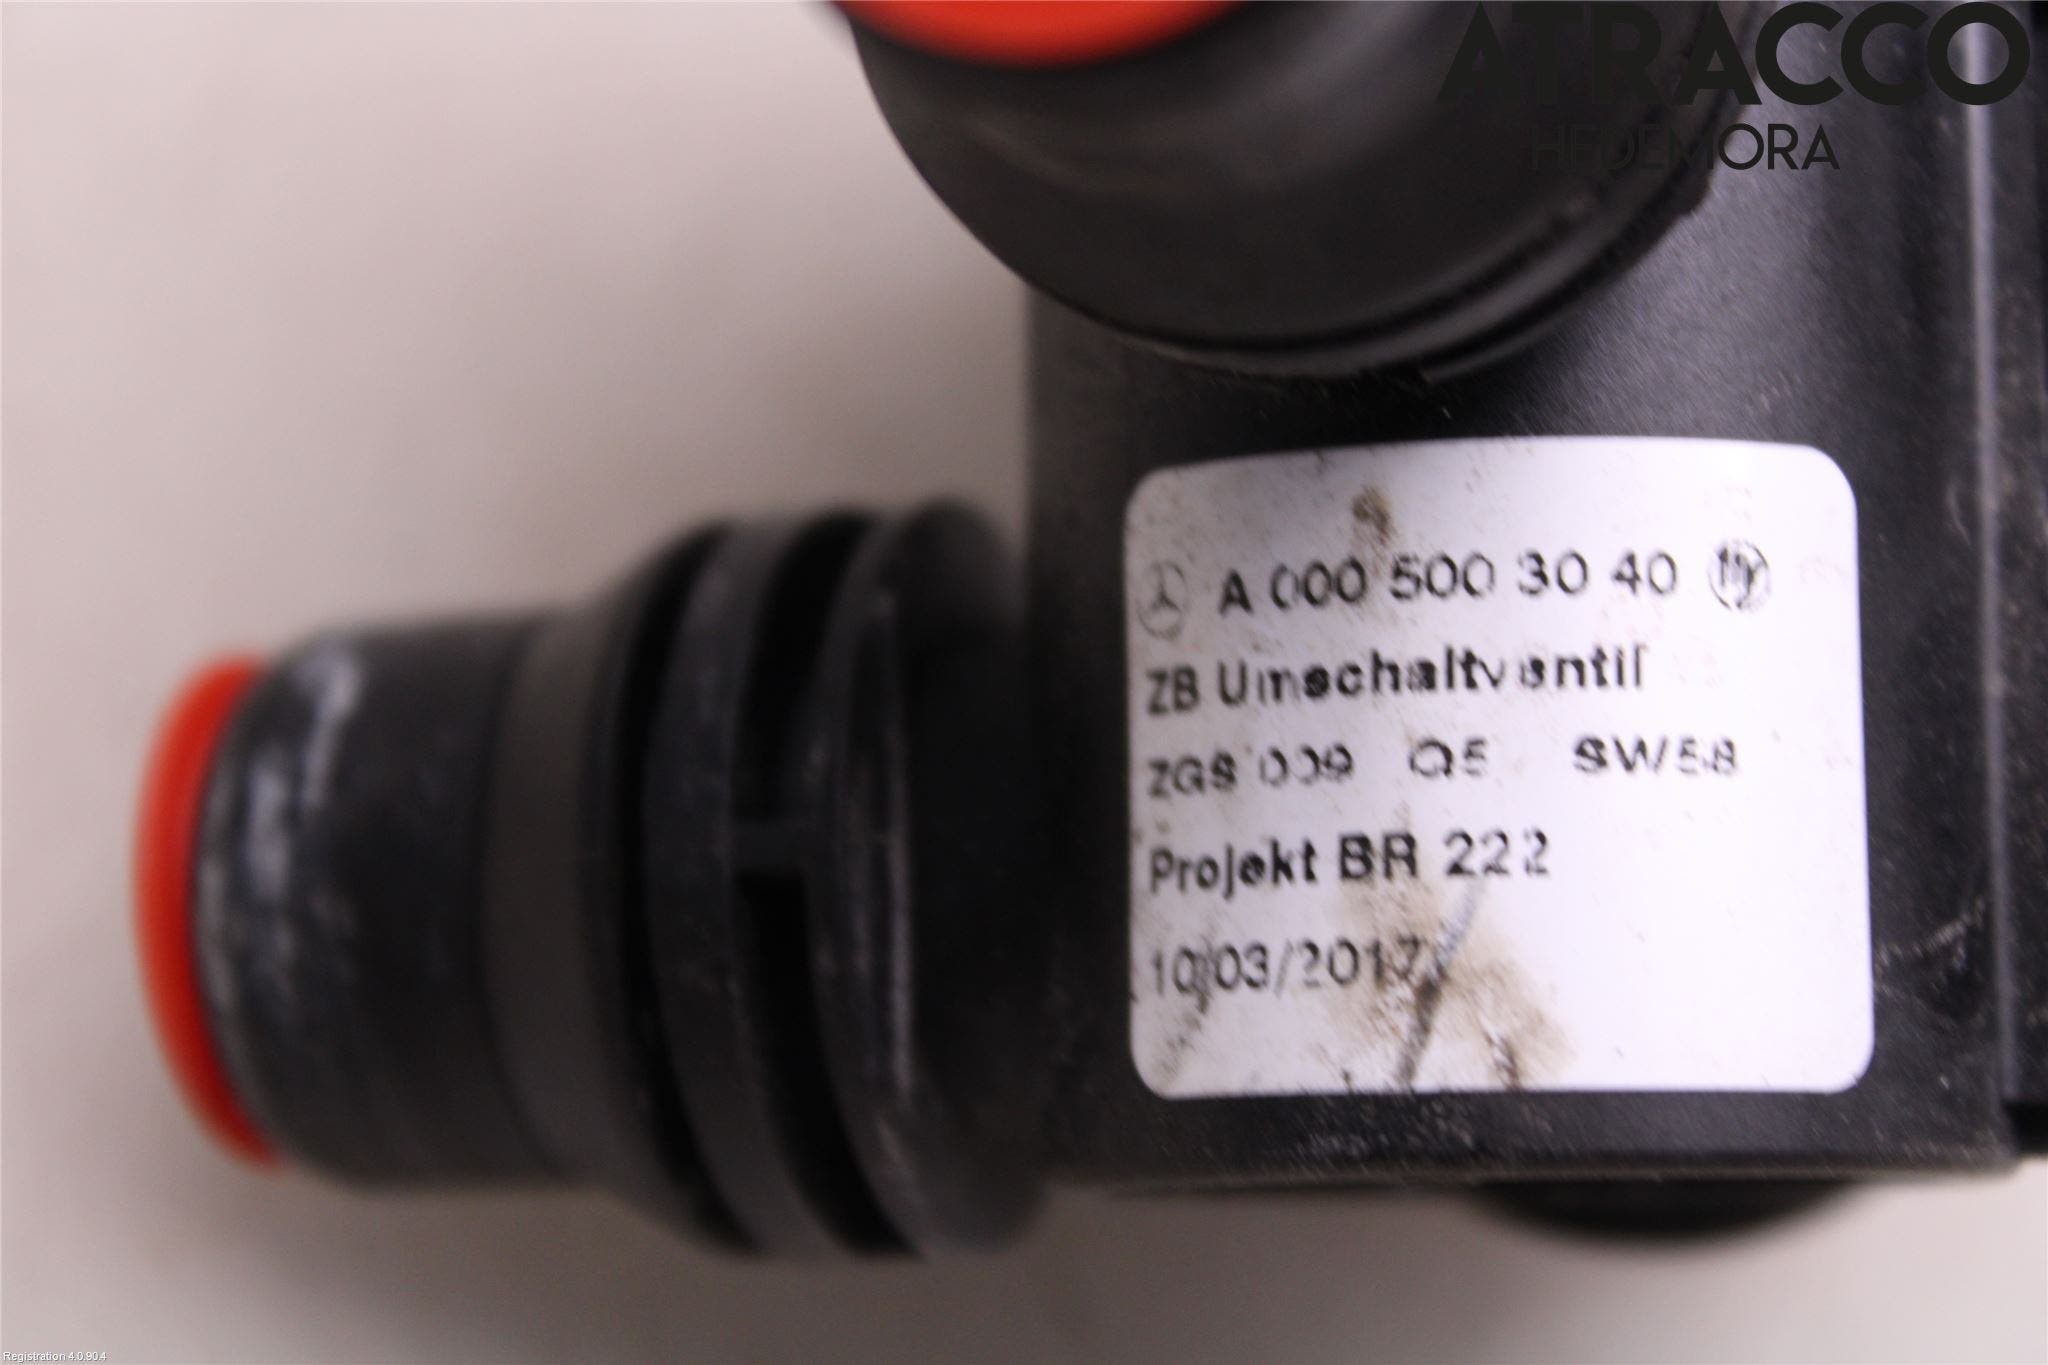 ATRACCO
HEDEMORA
A 000 500 30 40
ZB Umschaltventil
ZGS 009 Q5 SW58
Projekt BR 222
10/03/2017
Registration 4.0.90.4